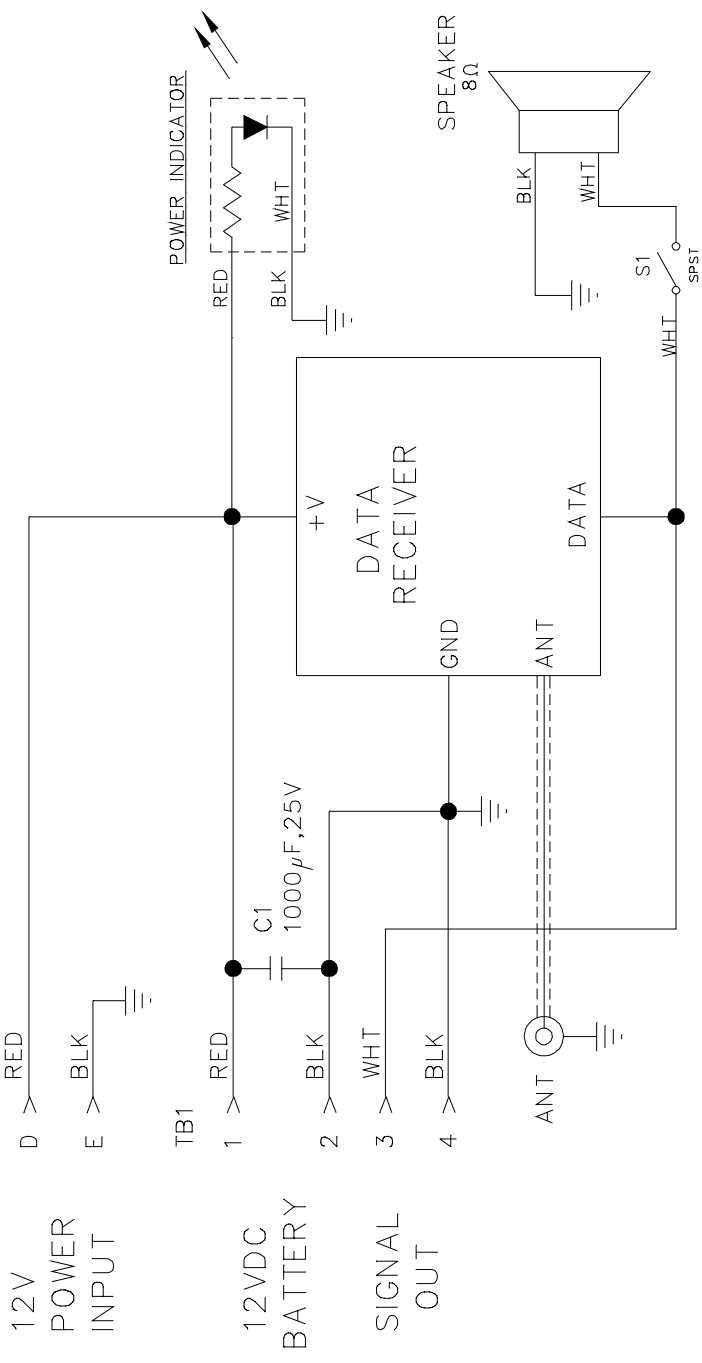 12V
POWER
INPUT
D
RED
E
BLK
12VDC
BATTERY
TB1
1
RED
2
BLK
C1
1000µF,25V
SIGNAL
OUT
3
WHT
4
BLK
ANT
POWER INDICATOR
RED
BLK
WHT
+V
DATA
RECEIVER
GND
ANT
DATA
SPEAKER
8Ω
BLK
WHT
S1
SPST
WHT